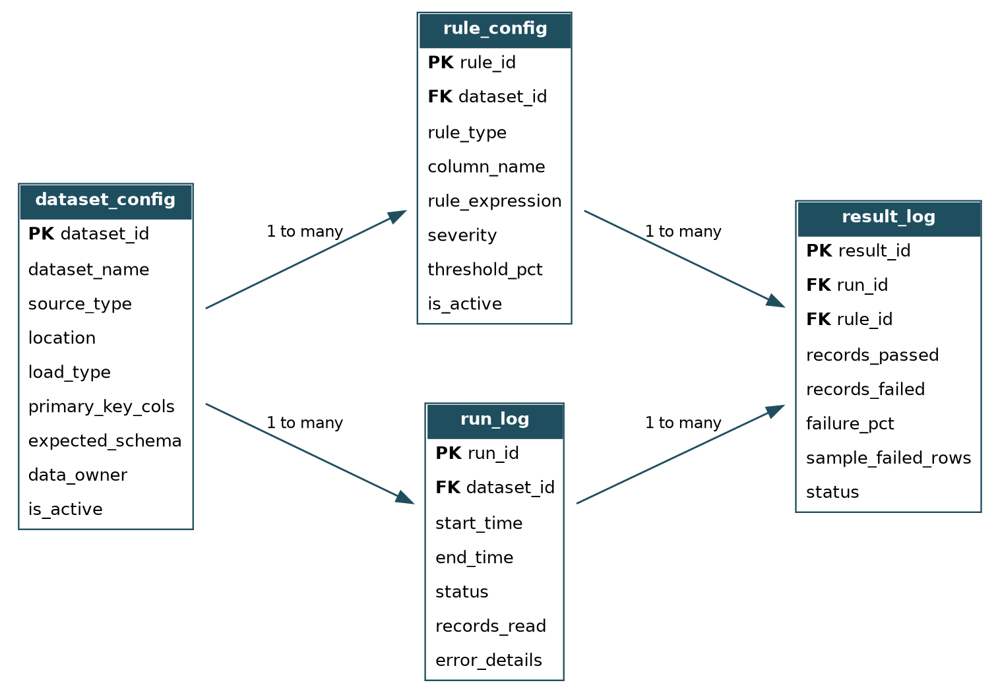 rule_config
PK rule_id
FK dataset_id
rule_type
column_name
rule_expression
severity
threshold_pct
is_active
dataset_config
PK dataset_id
dataset_name
source_type
location
load_type
primary_key_cols
expected_schema
data_owner
is_active
1 to many
1 to many
1 to many
1 to many
run_log
PK run_id
FK dataset_id
start_time
end_time
status
records_read
error_details
result_log
PK result_id
FK run_id
FK rule_id
records_passed
records_failed
failure_pct
sample_failed_rows
status